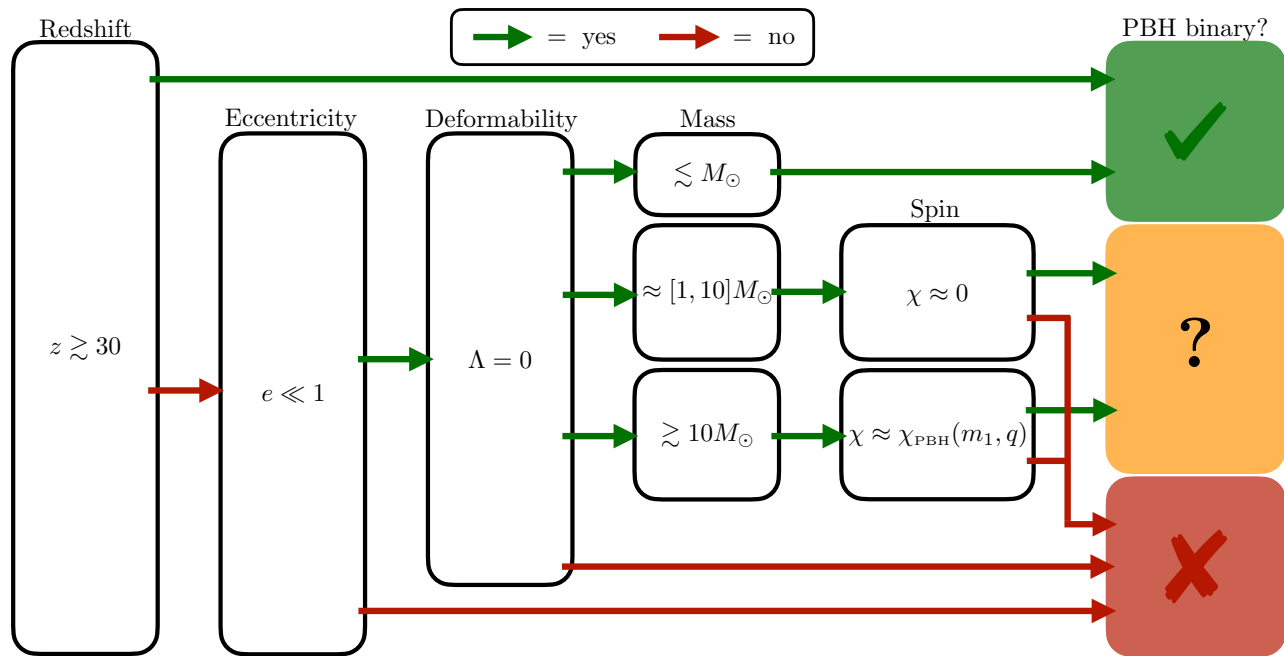 Redshift
= yes
= no
PBH binary?
Eccentricity
Deformability
Mass
≲ M⊙
Spin
≈ [1, 10]M⊙
χ ≈ 0
z ≳ 30
e ≪ 1
Λ = 0
?
≳ 10M⊙
χ ≈ χPBH(m1, q)